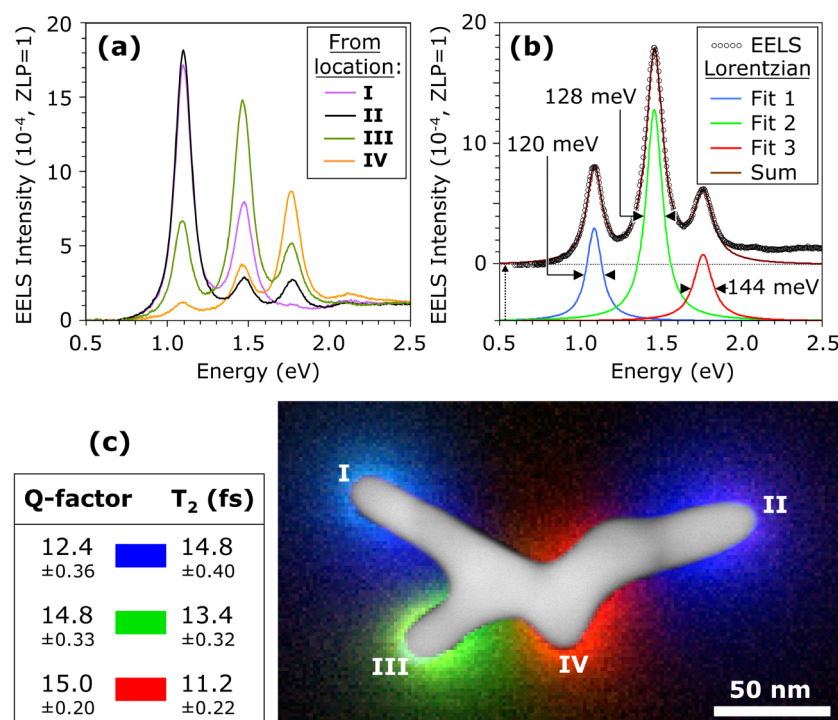 (a)
From
location:
I
II
III
IV
EELS Intensity (10⁻⁴, ZLP=1)
20
15
10
5
0
0.5 1.0 1.5 2.0 2.5
Energy (eV)
(b)
EELS
Lorentzian
Fit 1
Fit 2
Fit 3
Sum
128 meV
120 meV
144 meV
EELS Intensity (10⁻⁴, ZLP=1)
20
10
0
0.5 1.0 1.5 2.0 2.5
Energy (eV)
(c)
Q-factor T₂ (fs)
12.4 14.8
±0.36 ±0.40
14.8 13.4
±0.33 ±0.32
15.0 11.2
±0.20 ±0.22
I
II
III
IV
50 nm